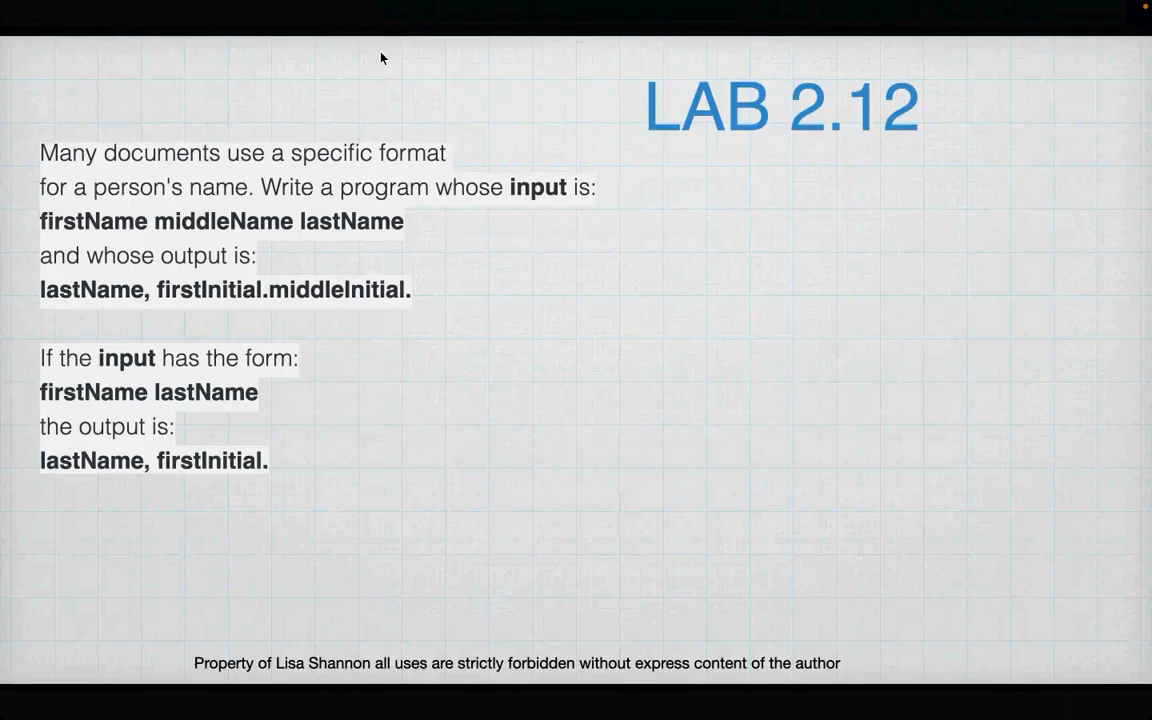 LAB 2.12
Many documents use a specific format
for a person's name. Write a program whose input is:
firstName middleName lastName
and whose output is:
lastName, firstInitial.middleInitial.
If the input has the form:
firstName lastName
the output is:
lastName, firstInitial.
Property of Lisa Shannon all uses are strictly forbidden without express content of the author